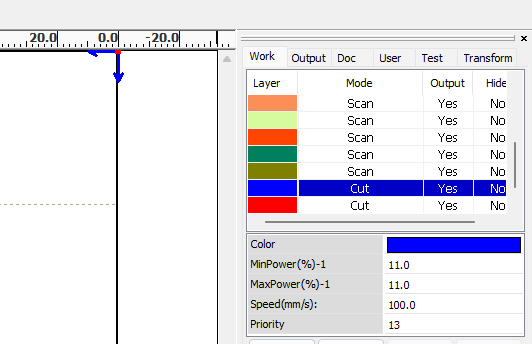 20.0 0.0 -20.0
Work Output Doc User Test Transform
Layer Mode Output Hide
Scan Yes No
Scan Yes No
Scan Yes No
Scan Yes No
Scan Yes No
Cut Yes No
Cut Yes No
Color
MinPower(%)-1 11.0
MaxPower(%)-1 11.0
Speed(mm/s): 100.0
Priority 13